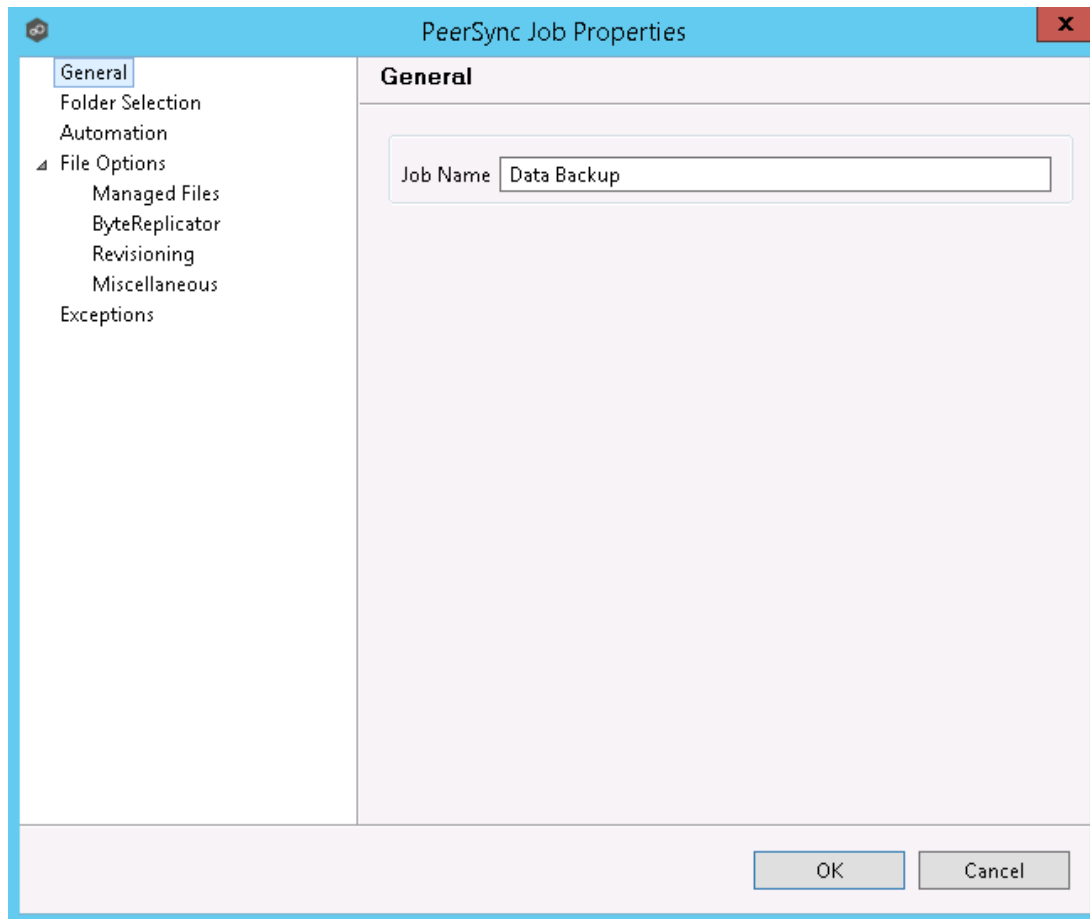 PeerSync Job Properties
x
General
Folder Selection
Automation
File Options
Managed Files
ByteReplicator
Revisioning
Miscellaneous
Exceptions
General
Job Name Data Backup
OK Cancel